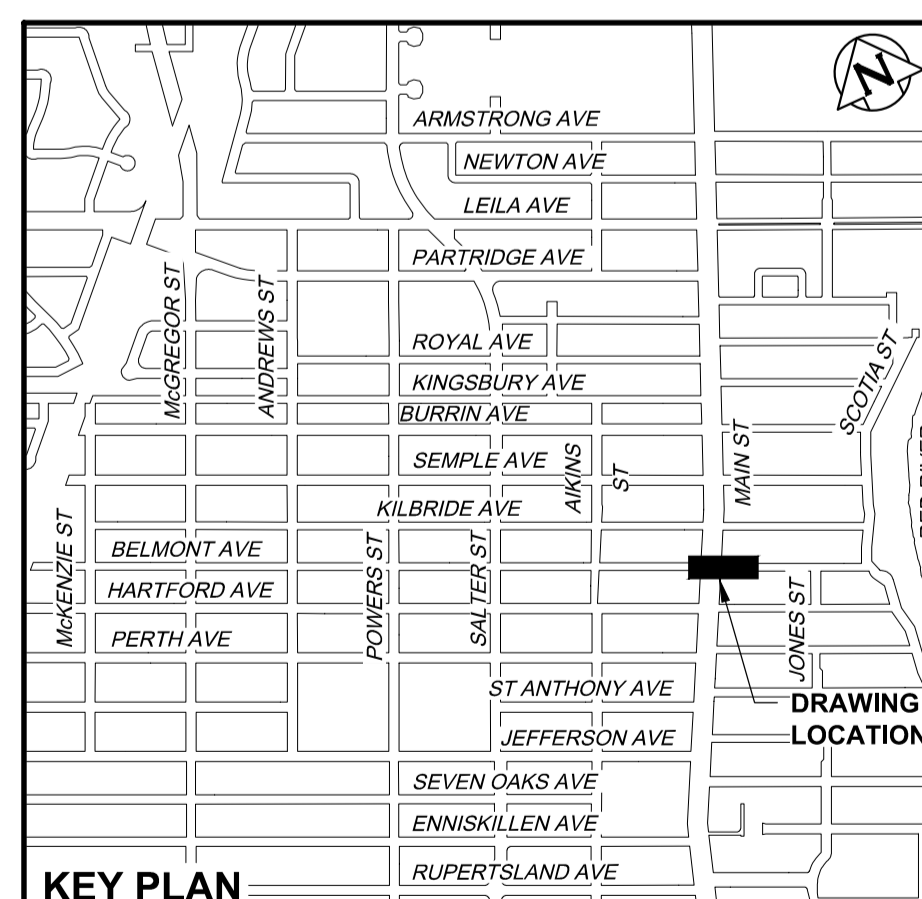 N
ARMSTRONG AVE
NEWTON AVE
LEILA AVE
PARTRIDGE AVE
McGREGOR ST
ANDREWS ST
ROYAL AVE
KINGSBURY AVE
BURRIN AVE
SCOTIA ST
SEMPLE AVE
AIKINS
ST
MAIN ST
KILBRIDE AVE
McKENZIE ST
BELMONT AVE
POWERS ST
SALTER ST
HARTFORD AVE
JONES ST
PERTH AVE
ST ANTHONY AVE
DRAWING
LOCATION
JEFFERSON AVE
SEVEN OAKS AVE
ENNISKILLEN AVE
RUPERTSLAND AVE
KEY PLAN